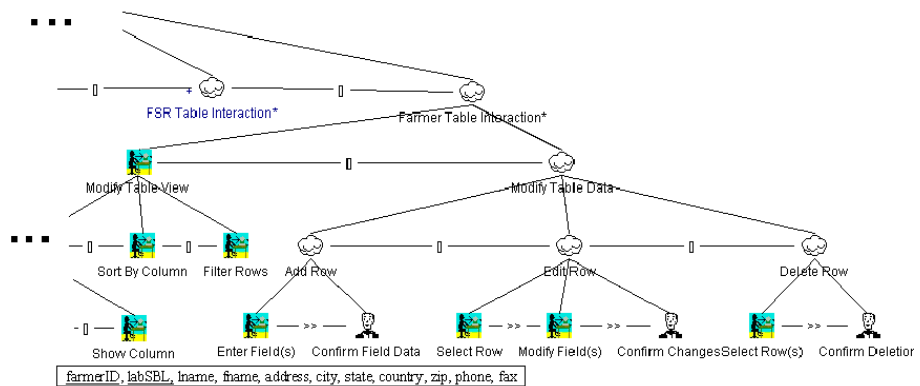 ...
[] + []
FSR Table Interaction*
Farmer Table Interaction*
[]
Modify Table View
Modify Table Data
...
[] [] [] []
Sort By Column Filter Rows Add Row Edit Row Delete Row
[] >> >> >> >>
Show Column Enter Field(s) Confirm Field Data Select Row Modify Field(s) Confirm Changes Select Row(s) Confirm Deletion
farmerID, labSBL, lname, fname, address, city, state, country, zip, phone, fax